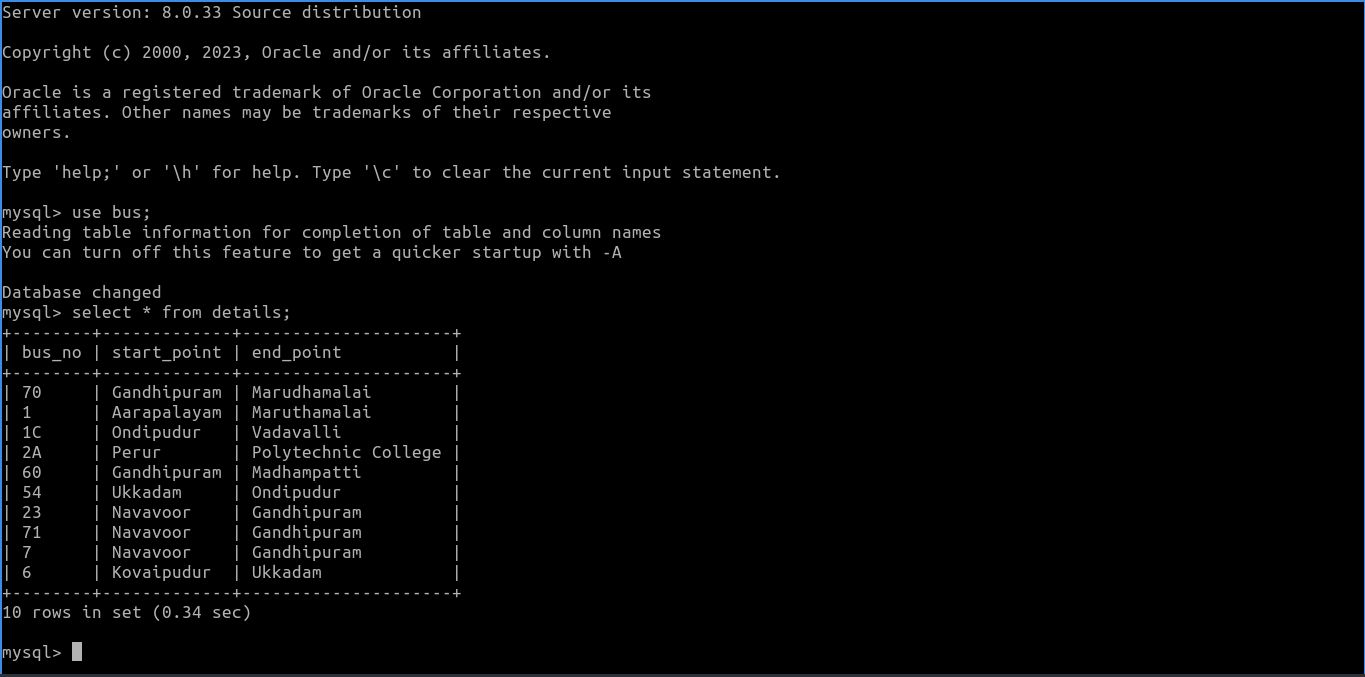 Server version: 8.0.33 Source distribution
Copyright (c) 2000, 2023, Oracle and/or its affiliates.
Oracle is a registered trademark of Oracle Corporation and/or its
affiliates. Other names may be trademarks of their respective
owners.
Type 'help;' or '\h' for help. Type '\c' to clear the current input statement.
mysql> use bus;
Reading table information for completion of table and column names
You can turn off this feature to get a quicker startup with -A
Database changed
mysql> select * from details;
+--------+-------------+---------------------+
| bus_no | start_point | end_point           |
+--------+-------------+---------------------+
| 70     | Gandhipuram | Marudhamalai        |
| 1      | Aarapalayam | Maruthamalai        |
| 1C     | Ondipudur   | Vadavalli           |
| 2A     | Perur       | Polytechnic College |
| 60     | Gandhipuram | Madhampatti         |
| 54     | Ukkadam     | Ondipudur           |
| 23     | Navavoor    | Gandhipuram         |
| 71     | Navavoor    | Gandhipuram         |
| 7      | Navavoor    | Gandhipuram         |
| 6      | Kovaipudur  | Ukkadam             |
+--------+-------------+---------------------+
10 rows in set (0.34 sec)
mysql>